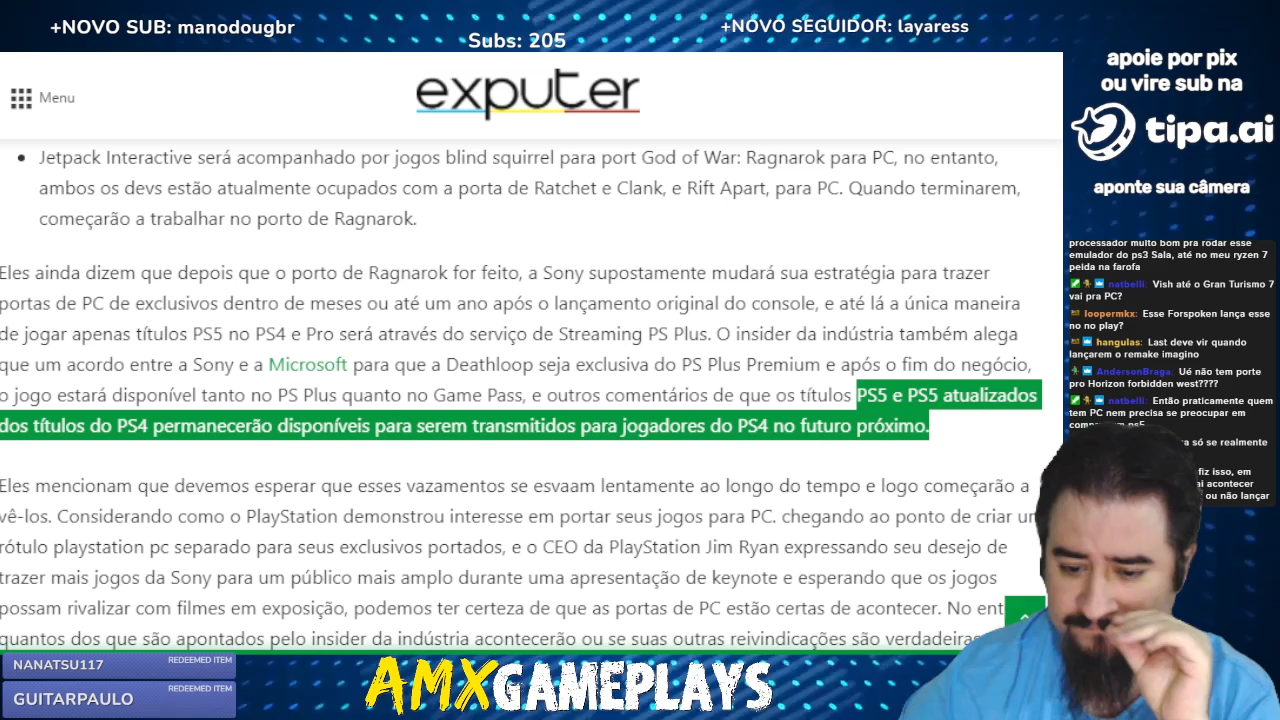 +NOVO SUB: manodougbr
Subs: 205
+NOVO SEGUIDOR: layaress
Menu
exputer
apoie por pix
ou vire sub na
tipa.ai
aponte sua câmera
Jetpack Interactive será acompanhado por jogos blind squirrel para port God of War: Ragnarok para PC, no entanto,
ambos os devs estão atualmente ocupados com a porta de Ratchet e Clank, e Rift Apart, para PC. Quando terminarem,
começarão a trabalhar no porto de Ragnarok.
Eles ainda dizem que depois que o porto de Ragnarok for feito, a Sony supostamente mudará sua estratégia para trazer
portas de PC de exclusivos dentro de meses ou até um ano após o lançamento original do console, e até lá a única maneira
de jogar apenas títulos PS5 no PS4 e Pro será através do serviço de Streaming PS Plus. O insider da indústria também alega
que um acordo entre a Sony e a Microsoft para que a Deathloop seja exclusiva do PS Plus Premium e após o fim do negócio,
o jogo estará disponível tanto no PS Plus quanto no Game Pass, e outros comentários de que os títulos PS5 e PS5 atualizados
dos títulos do PS4 permanecerão disponíveis para serem transmitidos para jogadores do PS4 no futuro próximo.
Eles mencionam que devemos esperar que esses vazamentos se esvaam lentamente ao longo do tempo e logo começarão a
vê-los. Considerando como o PlayStation demonstrou interesse em portar seus jogos para PC. chegando ao ponto de criar
rótulo playstation pc separado para seus exclusivos portados, e o CEO da PlayStation Jim Ryan expressando seu desejo de
trazer mais jogos da Sony para um público mais amplo durante uma apresentação de keynote e esperando que os jogos
possam rivalizar com filmes em exposição, podemos ter certeza de que as portas de PC estão certas de acontecer. No ent
quantos dos que são apontados pelo insider da indústria acontecerão ou se suas outras reivindicações são verdadeiras
processador muito bom pra rodar esse
emulador do ps3 Sala, até no meu ryzen 7
peida na farofa
natbelli: Vish até o Gran Turismo 7
vai pra PC?
loopermkx: Esse Forspoken lança esse
no no play?
hangulas: Last deve vir quando
lançarem o remake imagino
AndersonBraga: Ué não tem porte
pro Horizon forbidden west????
natbelli: Então praticamente quem
tem PC nem precisa se preocupar em
ps5
só se realmente
fiz isso, em
acontecer
ou não lançar
NANATSU117
REDEEMED ITEM
GUITARPAULO
REDEEMED ITEM
AMXGAMEPLAYS